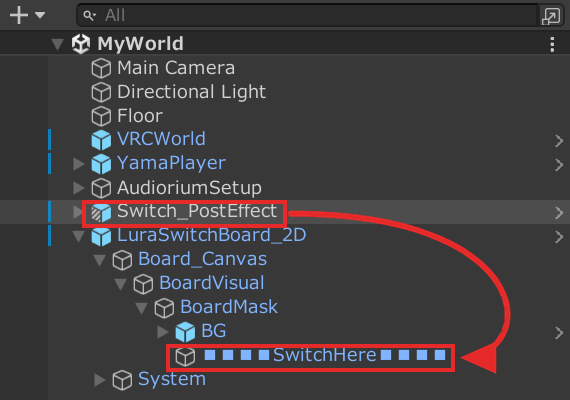 All
MyWorld
Main Camera
Directional Light
Floor
VRCWorld
YamaPlayer
AudioriumSetup
Switch_PostEffect
LuraSwitchBoard_2D
Board_Canvas
BoardVisual
BoardMask
BG
■■■■SwitchHere■■■■
System